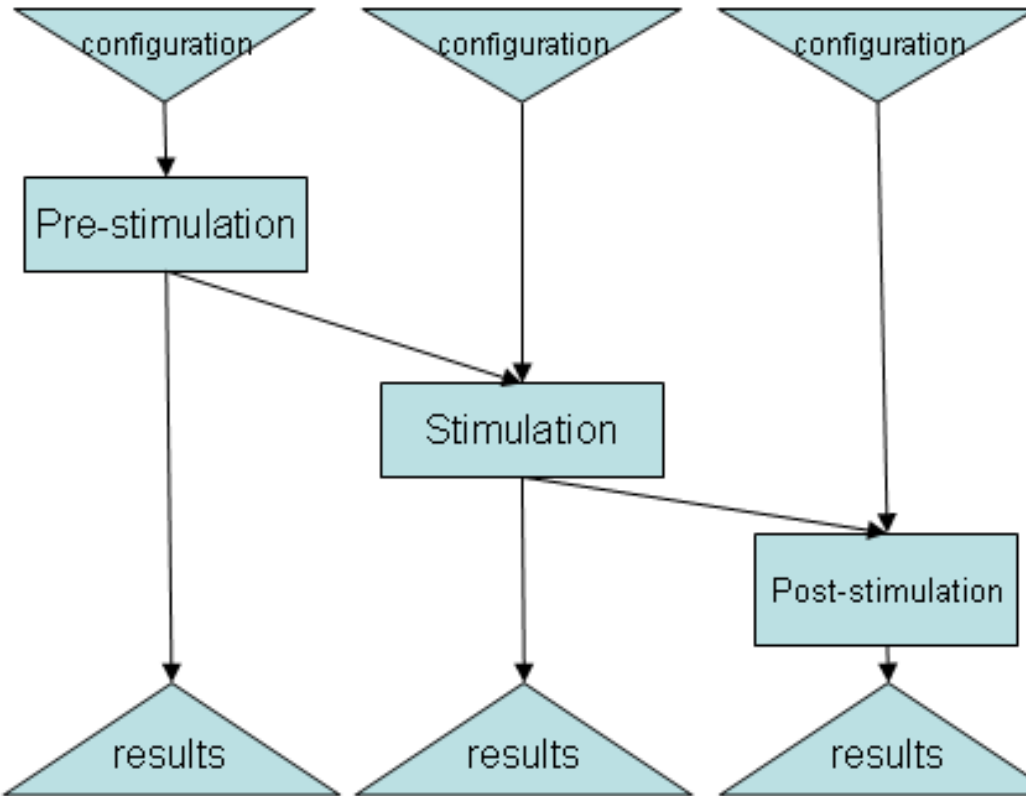 configuration
configuration
configuration
Pre-stimulation
Stimulation
Post-stimulation
results
results
results